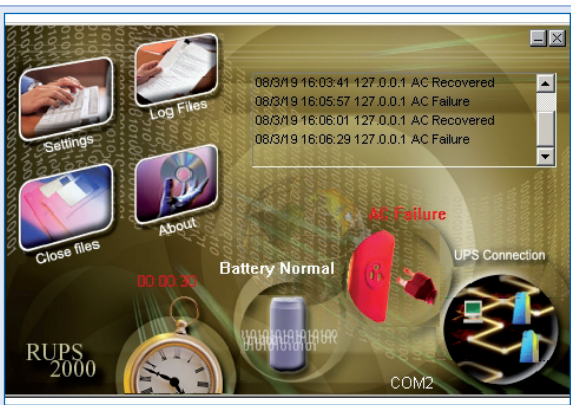 08/3/19 16:03:41 127.0.0.1 AC Recovered
08/3/19 16:05:57 127.0.0.1 AC Failure
08/3/19 16:06:01 127.0.0.1 AC Recovered
08/3/19 16:06:29 127.0.0.1 AC Failure
Settings
Log Files
Close files
About
AC Failure
UPS Connection
Battery Normal
00:00:30
RUPS
2000
COM2